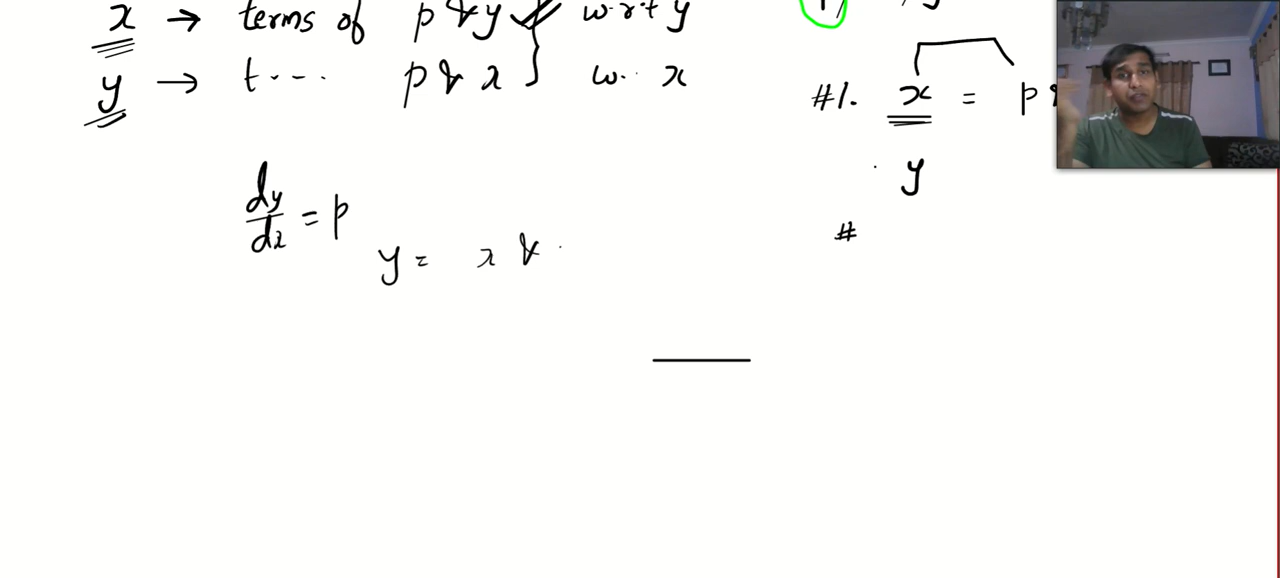 x → terms of p & y } w.r.t y
y → t.... p & x } w.. x
#1. x = p
y
#
dy/dx = p
y = x &